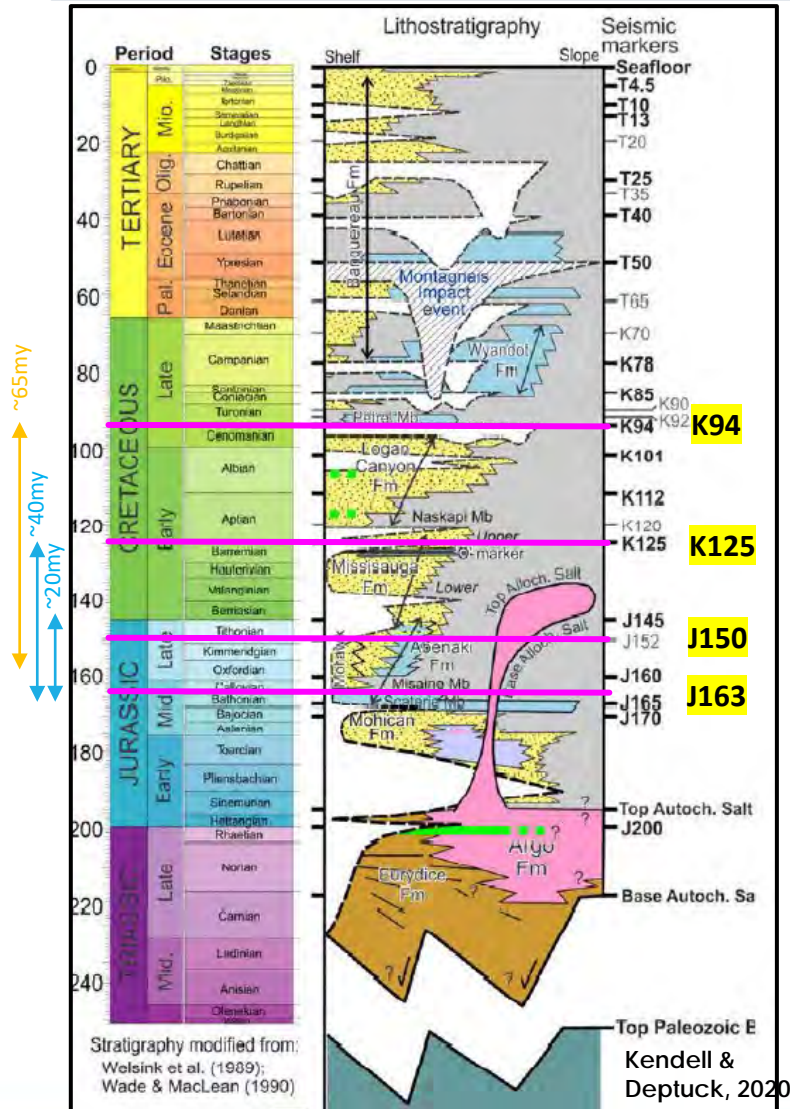 Lithostratigraphy
Seismic
markers
Period
Stages
Shelf
Slope
0
Seafloor
T4.5
T10
T13
20
T20
T25
T35
40
T40
T50
60
T65
K70
K78
80
K85
K90
K92
K94
K94
100
K101
K112
120
K120
K125
K125
140
J145
J152
J150
160
J160
J163
J165
J170
180
Top Autoch. Salt
200
J200
220
Base Autoch. Sa
240
Top Paleozoic B
TERTIARY
CRETACEOUS
JURASSIC
TRIASSIC
Plio.
Mio.
Olig.
Eocene
Pal.
Late
Early
Late
Mid
Early
Late
Mid.
Messinian
Tortonian
Serravallian
Langhian
Burdigalian
Aquitanian
Chattian
Rupelian
Priabonian
Bartonian
Lutetian
Ypresian
Thanetian
Selandian
Danian
Maastrichtian
Campanian
Santonian
Coniacian
Turonian
Cenomanian
Albian
Aptian
Barremian
Hauterivian
Valanginian
Berriasian
Tithonian
Kimmeridgian
Oxfordian
Callovian
Bathonian
Bajocian
Aalenian
Toarcian
Pliensbachian
Sinemurian
Hettangian
Rhaetian
Norian
Carnian
Ladinian
Anisian
Olenekian
Banquereau Fm
Montagnais
Impact
event
Wyandot
Fm
Petrel Mb
Logan
Canyon
Fm
Naskapi Mb
Upper
O-marker
Missisauga
Fm
Lower
Top Alloch. Salt
Base Alloch. Salt
Abenaki
Fm
Misaine Mb
Scatarie Mb
Mohican
Fm
?
?
?
Argo
Fm
Eurydice
Fm
?
?
?
?
?
~65my
~40my
~20my
Stratigraphy modified from:
Welsink et al. (1989);
Wade & MacLean (1990)
Kendell &
Deptuck, 2020